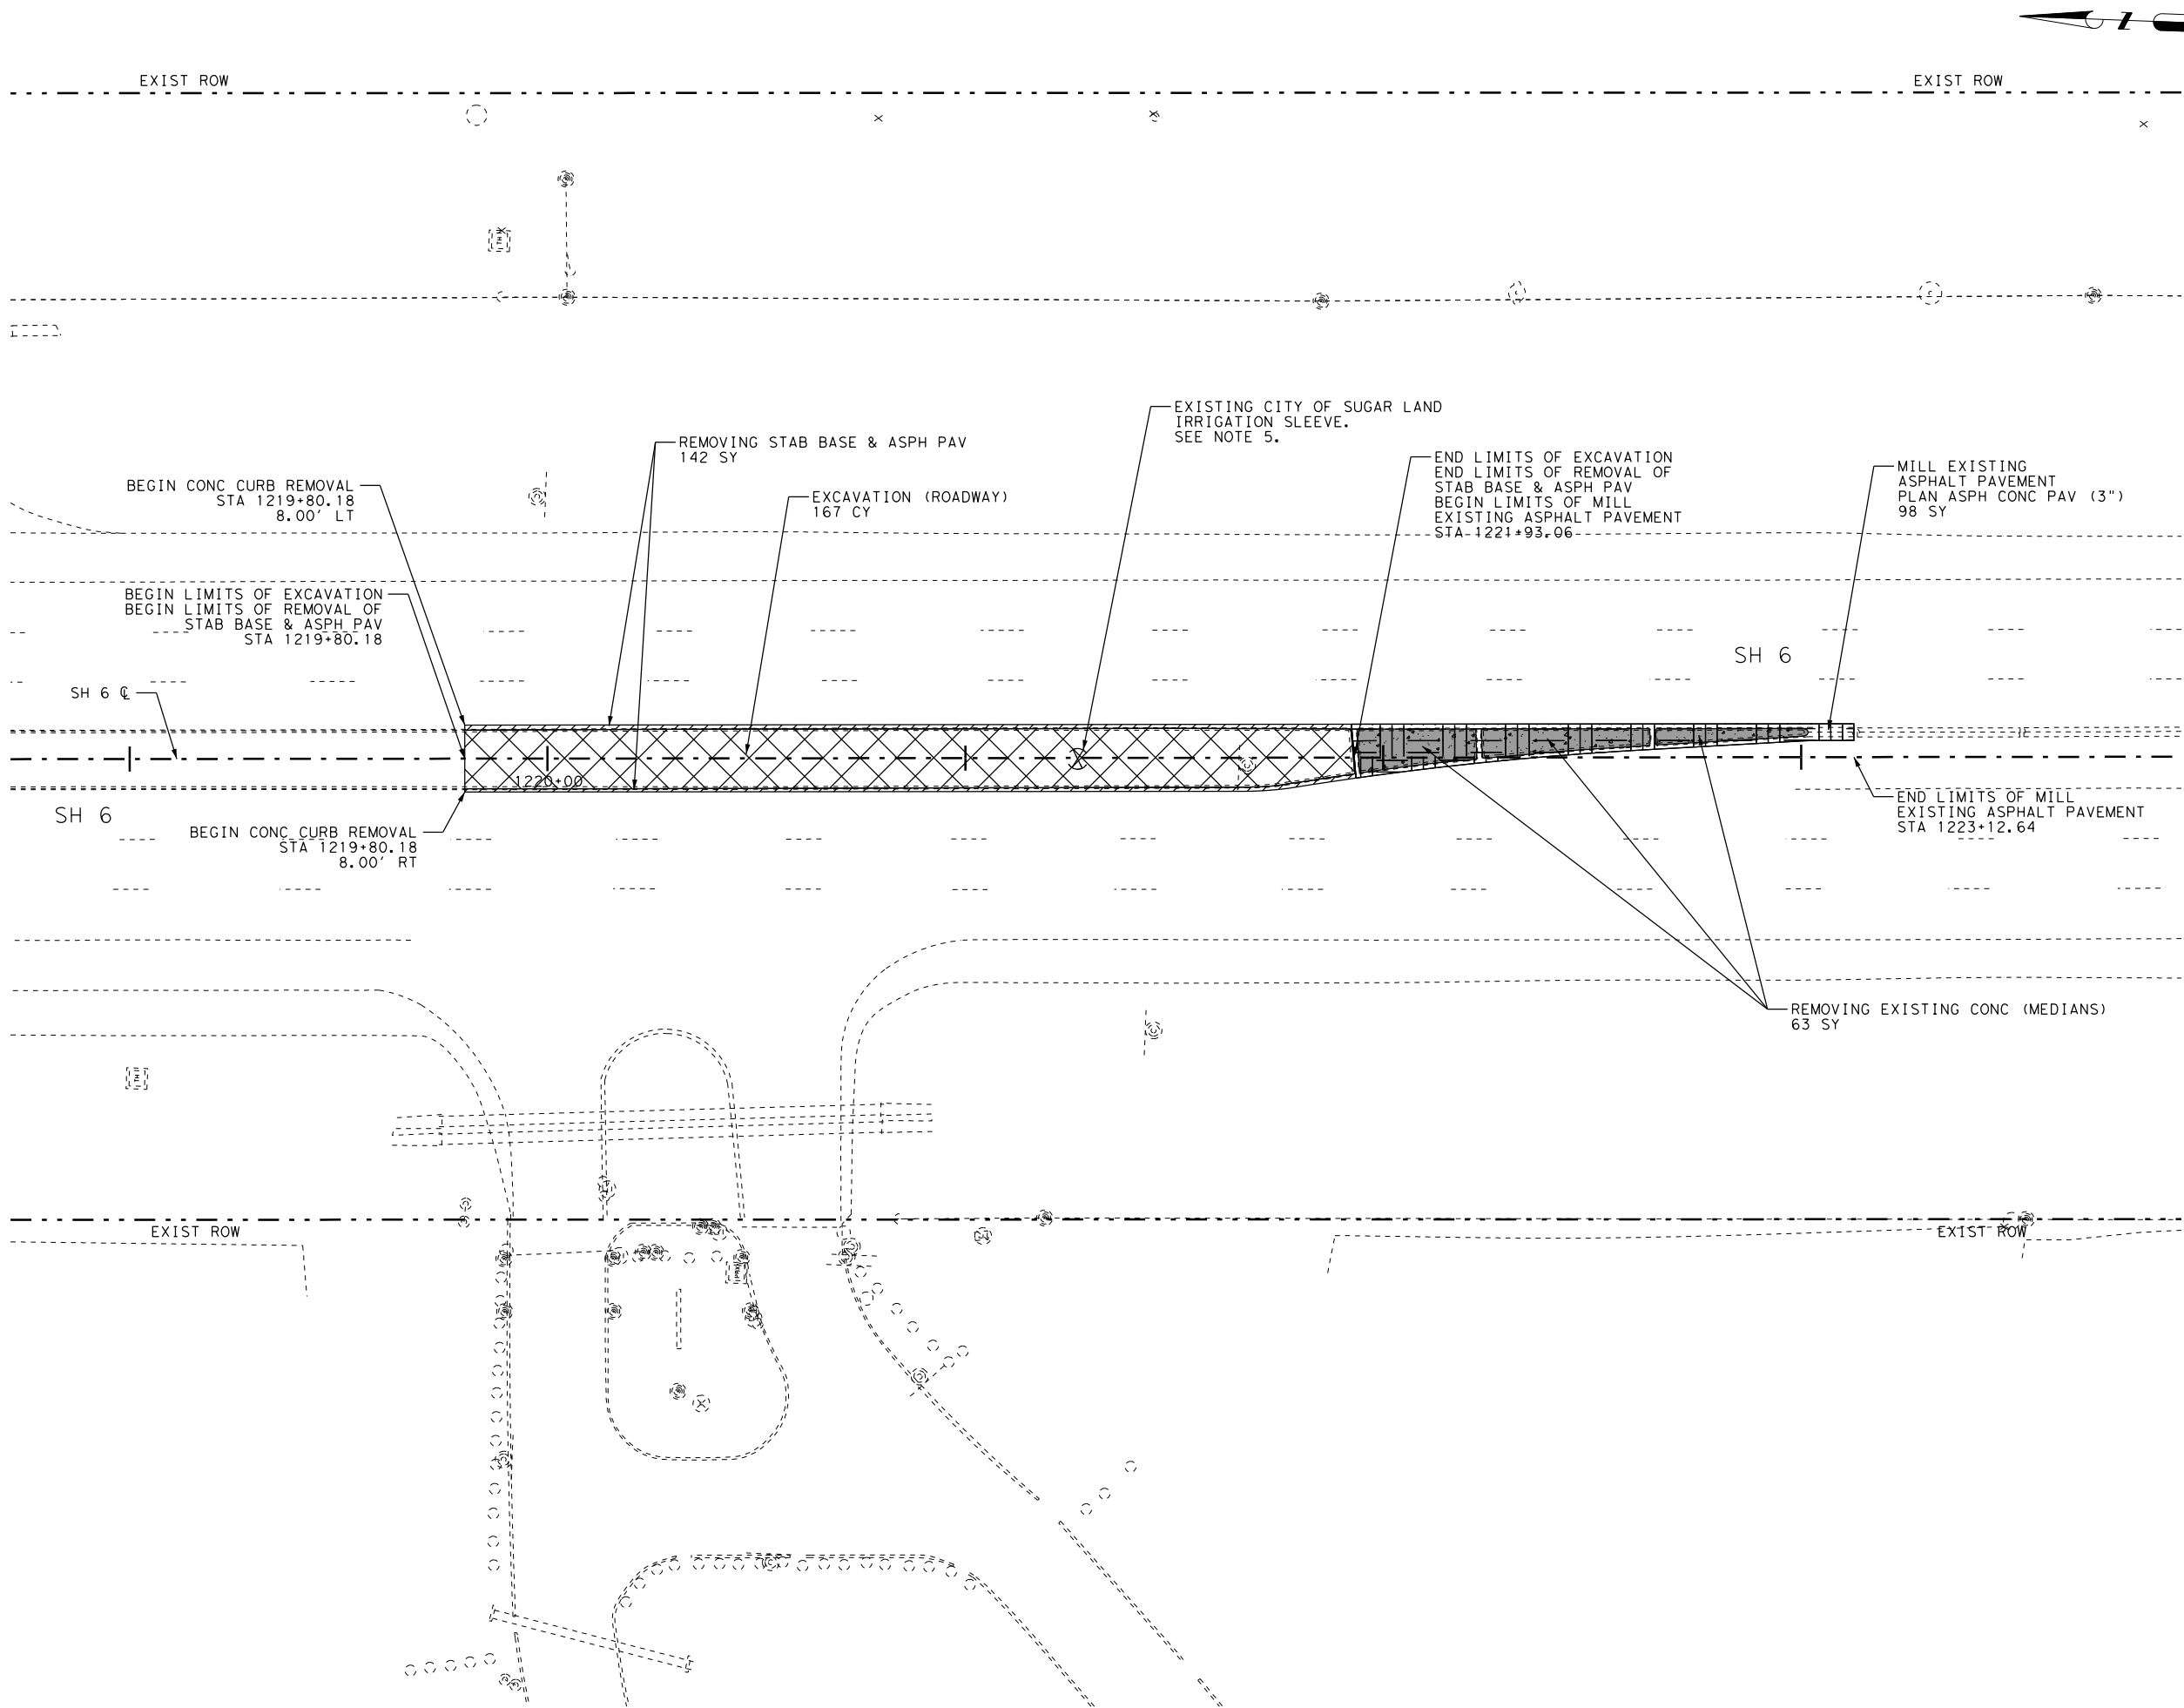 N
EXIST ROW
EXIST ROW
EXISTING CITY OF SUGAR LAND
IRRIGATION SLEEVE.
SEE NOTE 5.
REMOVING STAB BASE & ASPH PAV
142 SY
END LIMITS OF EXCAVATION
END LIMITS OF REMOVAL OF
STAB BASE & ASPH PAV
BEGIN LIMITS OF MILL
EXISTING ASPHALT PAVEMENT
STA 1221+93.06
MILL EXISTING
ASPHALT PAVEMENT
PLAN ASPH CONC PAV (3")
98 SY
BEGIN CONC CURB REMOVAL
STA 1219+80.18
8.00' LT
EXCAVATION (ROADWAY)
167 CY
BEGIN LIMITS OF EXCAVATION
BEGIN LIMITS OF REMOVAL OF
STAB BASE & ASPH PAV
STA 1219+80.18
SH 6
SH 6 ℄
1220+00
SH 6
END LIMITS OF MILL
EXISTING ASPHALT PAVEMENT
STA 1223+12.64
BEGIN CONC CURB REMOVAL
STA 1219+80.18
8.00' RT
REMOVING EXISTING CONC (MEDIANS)
63 SY
EXIST ROW
EXIST ROW